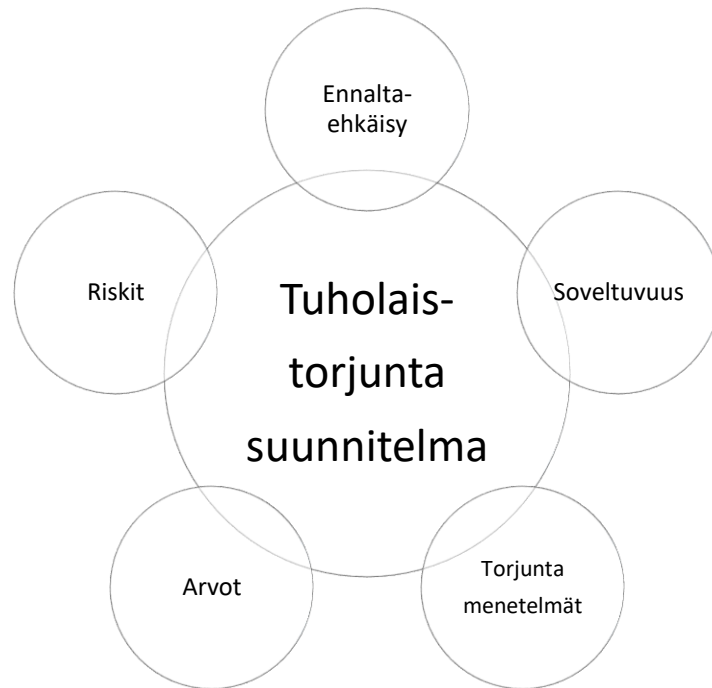 Ennalta-
ehkäisy
Riskit
Soveltuvuus
Tuholais-
torjunta
suunnitelma
Arvot
Torjunta
menetelmät